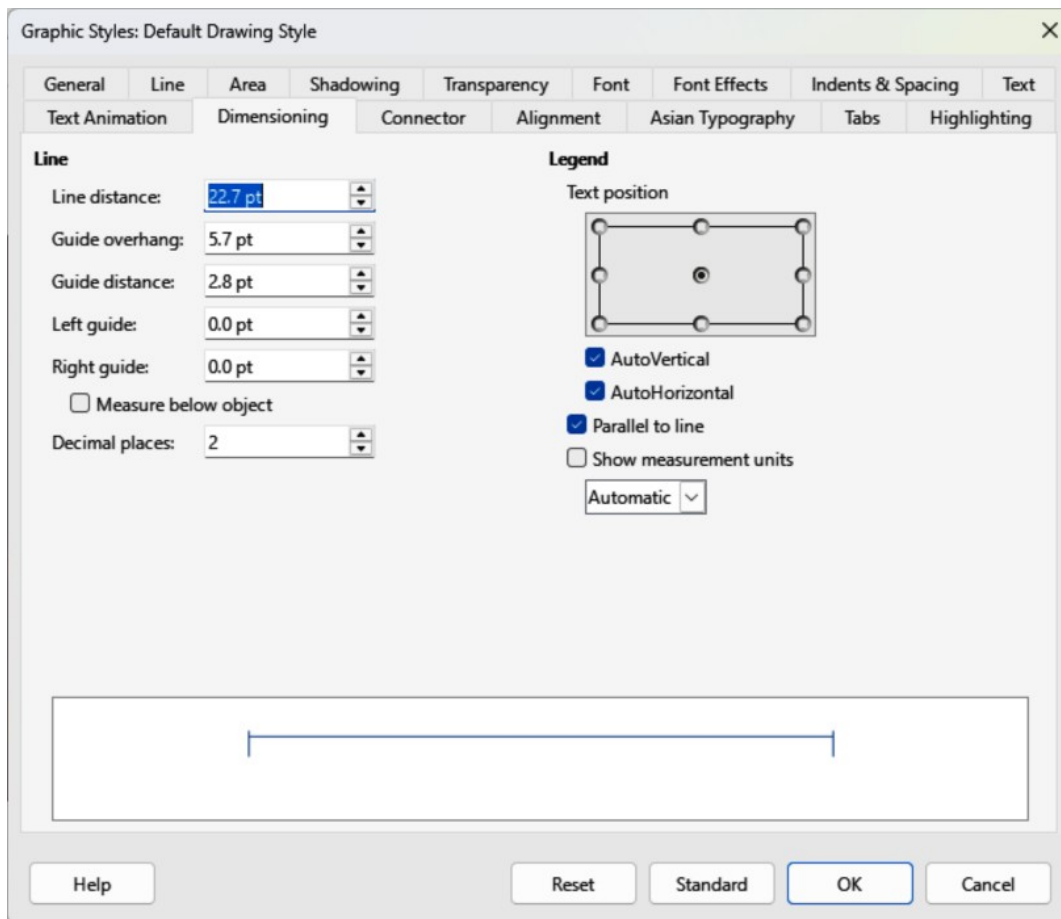 Graphic Styles: Default Drawing Style
General Line Area Shadowing Transparency Font Font Effects Indents & Spacing Text
Text Animation Dimensioning Connector Alignment Asian Typography Tabs Highlighting
Line
Line distance: 22.7 pt
Guide overhang: 5.7 pt
Guide distance: 2.8 pt
Left guide: 0.0 pt
Right guide: 0.0 pt
Measure below object
Decimal places: 2
Legend
Text position
AutoVertical
AutoHorizontal
Parallel to line
Show measurement units
Automatic
Help Reset Standard OK Cancel